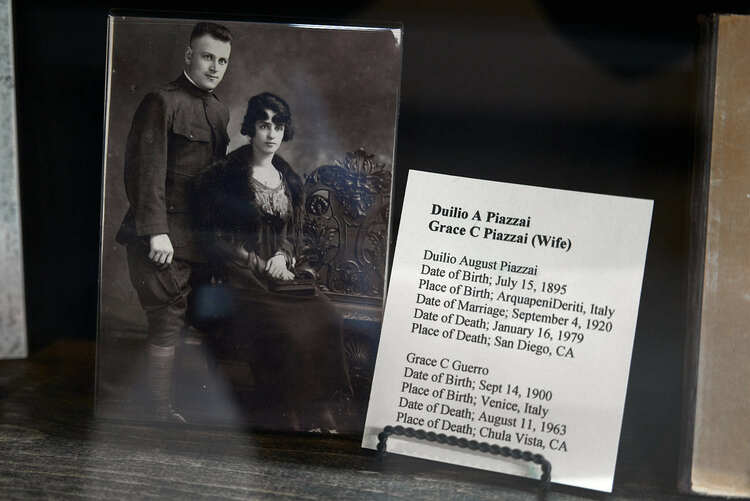 Duilio A Piazzai
Grace C Piazzai (Wife)
Duilio August Piazzai
Date of Birth; July 15, 1895
Place of Birth; ArquapeniDeriti, Italy
Date of Marriage; September 4, 1920
Date of Death; January 16, 1979
Place of Death; San Diego, CA
Grace C Guerro
Date of Birth; Sept 14, 1900
Place of Birth; Venice, Italy
Date of Death; August 11, 1963
Place of Death; Chula Vista, CA